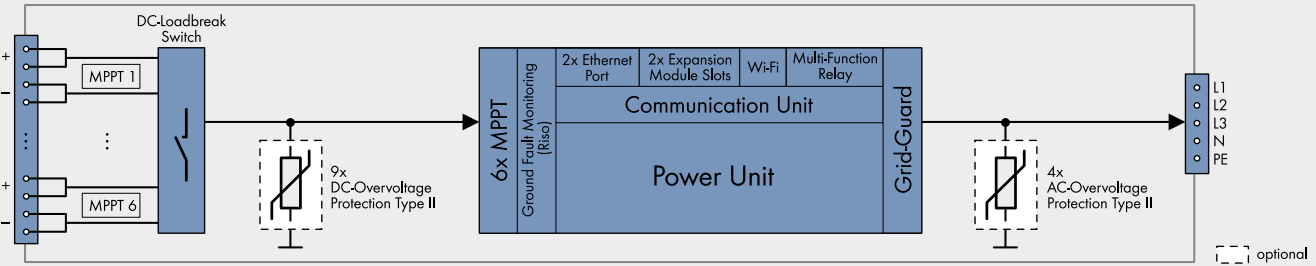 DC-Loadbreak
Switch
+
MPPT 1
−
+
MPPT 6
−
9x
DC-Overvoltage
Protection Type II
6x MPPT
Ground Fault Monitoring
(Riso)
2x Ethernet
Port
2x Expansion
Module Slots
Wi-Fi
Multi-Function
Relay
Communication Unit
Power Unit
Grid-Guard
4x
AC-Overvoltage
Protection Type II
L1
L2
L3
N
PE
optional